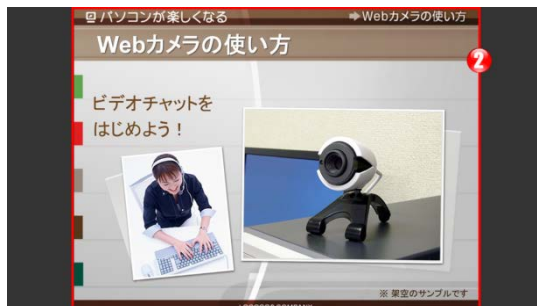 パソコンが楽しくなる
➡Webカメラの使い方
Webカメラの使い方
2
ビデオチャットを
はじめよう！
※ 架空のサンプルです